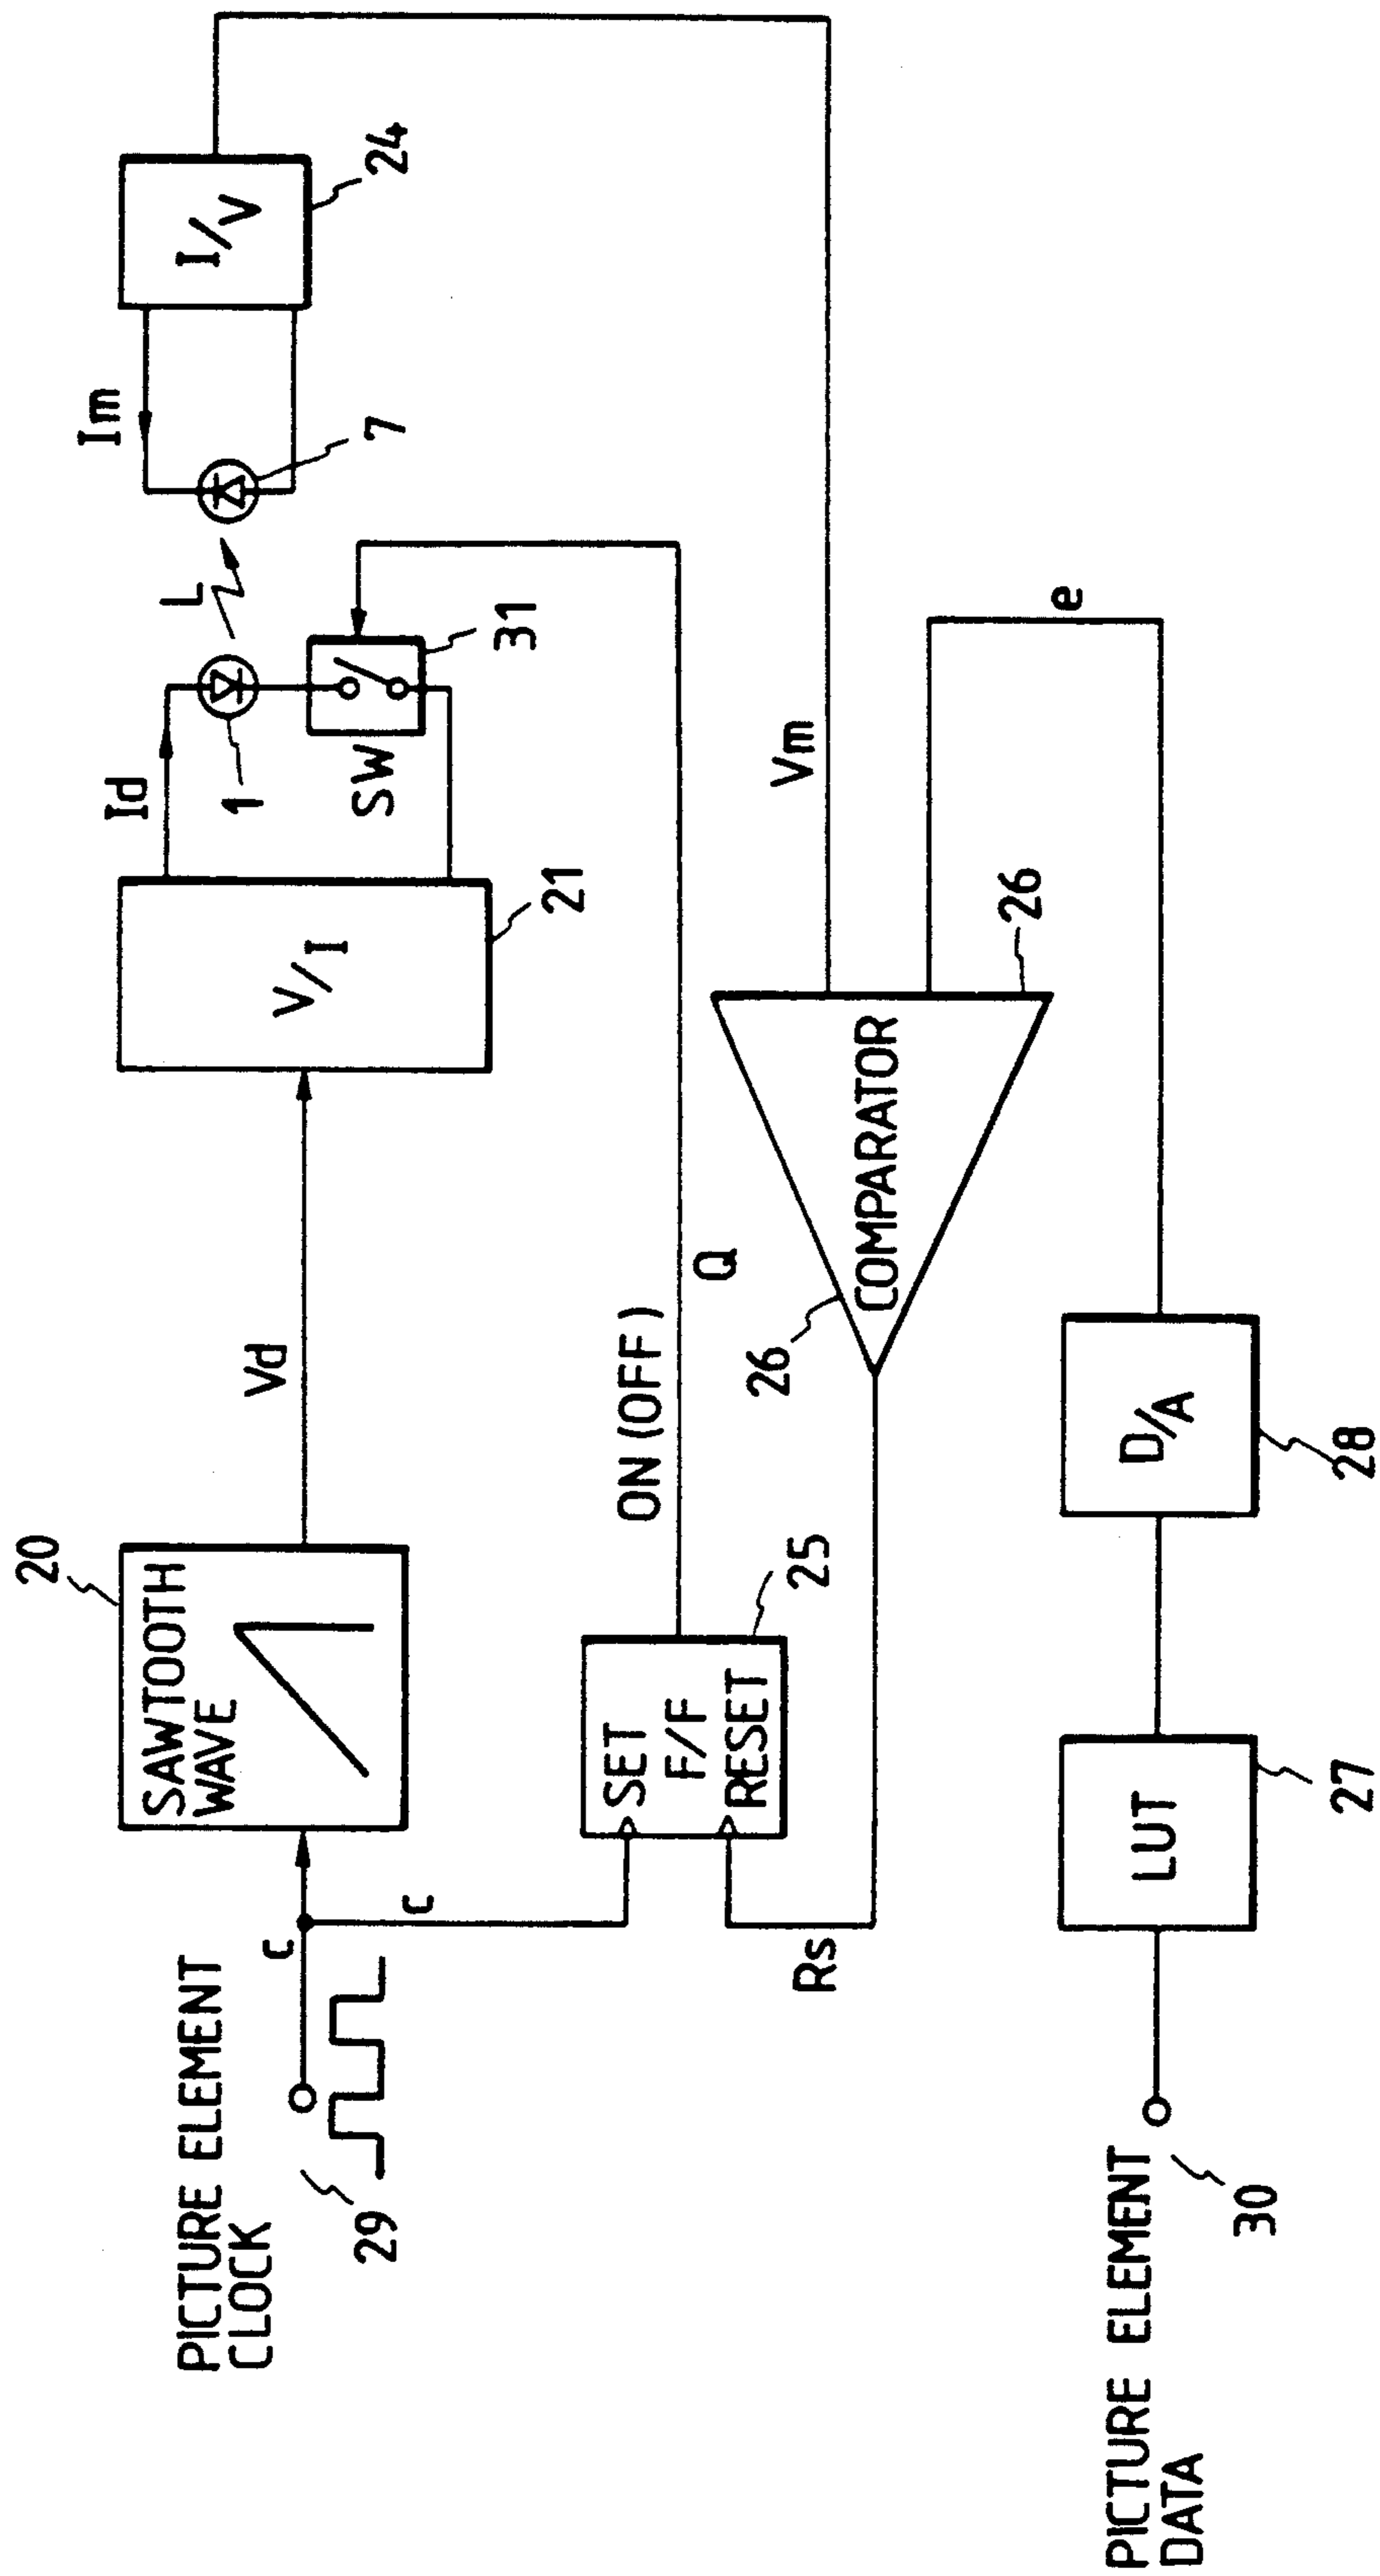 PICTURE ELEMENT
CLOCK
29
c
c
20
SAWTOOTH
WAVE
Vd
V/I
21
Id
1
L
SW
31
Im
7
I/V
24
SET
F/F
RESET
25
ON (OFF)
Q
Rs
26
COMPARATOR
26
Vm
e
PICTURE ELEMENT
DATA
30
LUT
27
D/A
28